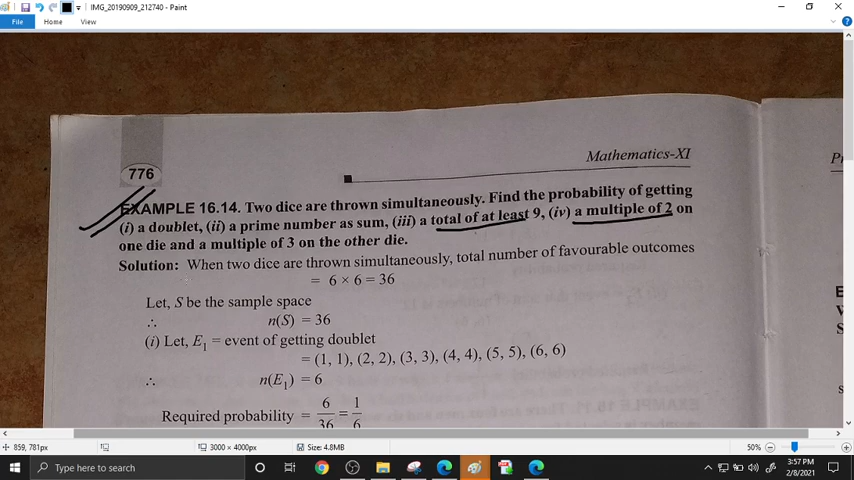 IMG_20190909_212740 - Paint
File Home View
776
Mathematics-XI
EXAMPLE 16.14. Two dice are thrown simultaneously. Find the probability of getting
(i) a doublet, (ii) a prime number as sum, (iii) a total of at least 9, (iv) a multiple of 2 on
one die and a multiple of 3 on the other die.
Solution: When two dice are thrown simultaneously, total number of favourable outcomes
= 6 × 6 = 36
Let, S be the sample space
∴ n(S) = 36
(i) Let, E₁ = event of getting doublet
= (1, 1), (2, 2), (3, 3), (4, 4), (5, 5), (6, 6)
∴ n(E₁) = 6
Required probability = 6/36 = 1/6
859, 781px
3000 × 4000px
Size: 4.8MB
50%
Type here to search
3:57 PM
2/8/2021